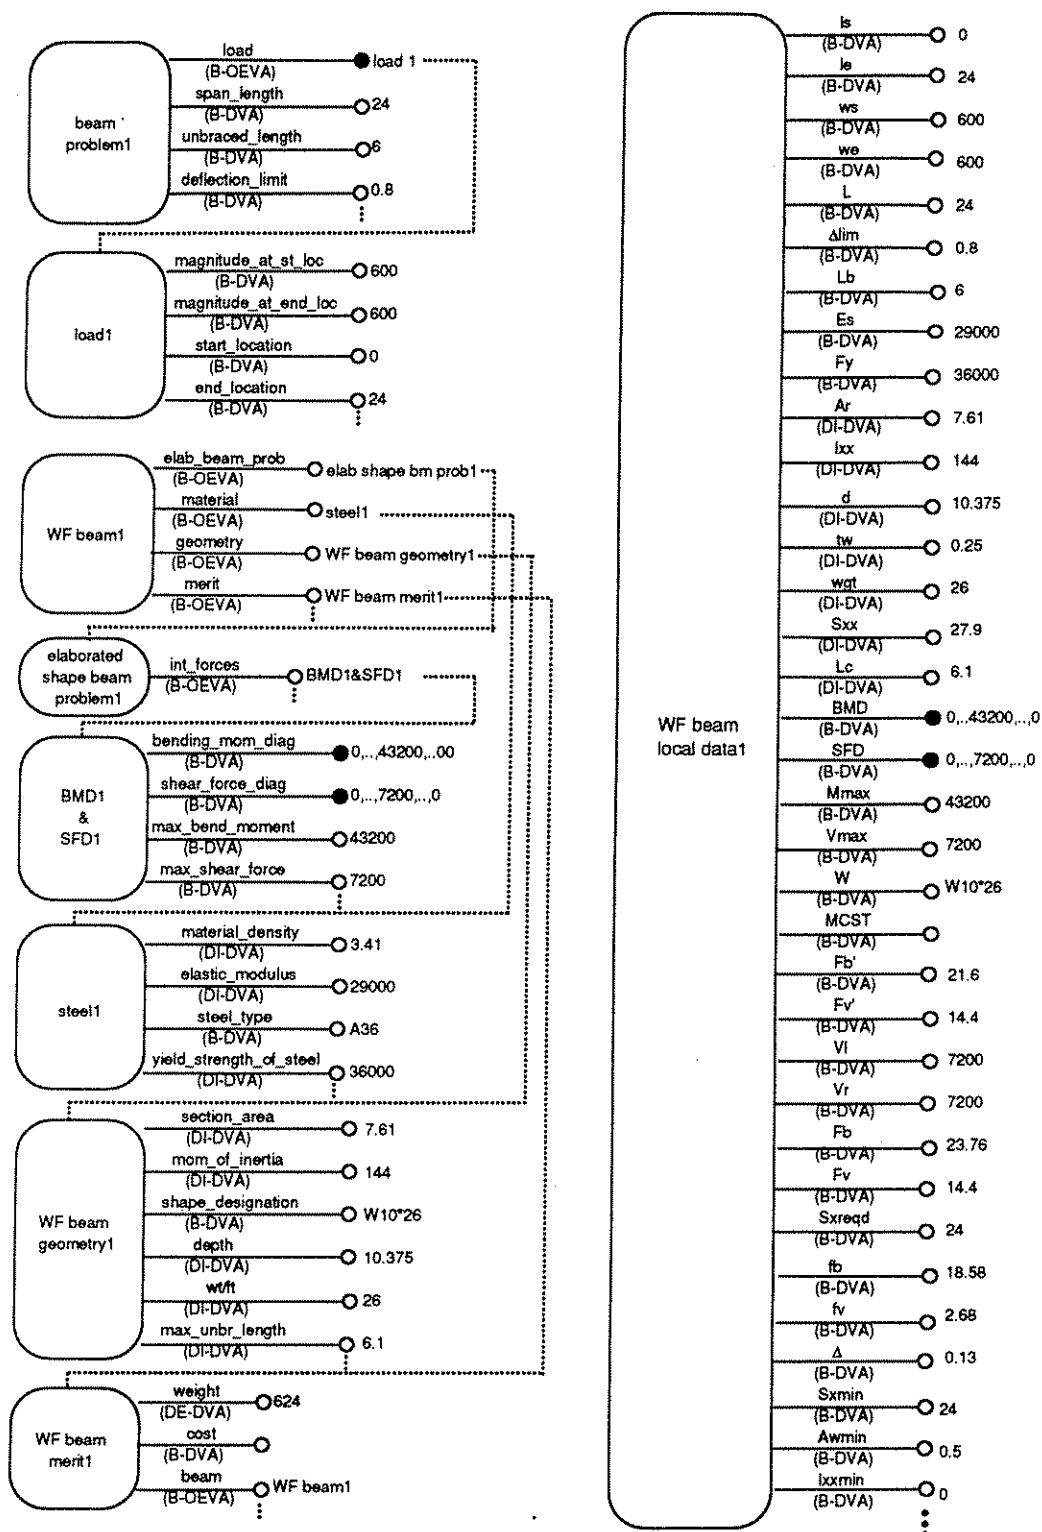 load
(B-OEVA)
load 1
span_length
(B-DVA)
24
beam
problem1
unbraced_length
(B-DVA)
6
deflection_limit
(B-DVA)
0.8
magnitude_at_st_loc
(B-DVA)
600
magnitude_at_end_loc
(B-DVA)
600
load1
start_location
(B-DVA)
0
end_location
(B-DVA)
24
elab_beam_prob
(B-OEVA)
elab shape bm prob1
material
(B-OEVA)
steel1
WF beam1
geometry
(B-OEVA)
WF beam geometry1
merit
(B-OEVA)
WF beam merit1
elaborated
shape beam
problem1
int_forces
(B-OEVA)
BMD1&SFD1
bending_mom_diag
(B-DVA)
0,..,43200,..00
shear_force_diag
(B-DVA)
0,..,7200,..,0
BMD1
&
SFD1
max_bend_moment
(B-DVA)
43200
max_shear_force
(B-DVA)
7200
material_density
(DI-DVA)
3.41
elastic_modulus
(DI-DVA)
29000
steel1
steel_type
(B-DVA)
A36
yield_strength_of_steel
(DI-DVA)
36000
section_area
(DI-DVA)
7.61
mom_of_inertia
(DI-DVA)
144
shape_designation
(B-DVA)
W10*26
WF beam
geometry1
depth
(DI-DVA)
10.375
wt/ft
(DI-DVA)
26
max_unbr_length
(DI-DVA)
6.1
weight
(DE-DVA)
624
WF beam
merit1
cost
(B-DVA)
beam
(B-OEVA)
WF beam1
WF beam
local data1
ls
(B-DVA)
0
le
(B-DVA)
24
ws
(B-DVA)
600
we
(B-DVA)
600
L
(B-DVA)
24
Δlim
(B-DVA)
0.8
Lb
(B-DVA)
6
Es
(B-DVA)
29000
Fy
(B-DVA)
36000
Ar
(DI-DVA)
7.61
Ixx
(DI-DVA)
144
d
(DI-DVA)
10.375
tw
(DI-DVA)
0.25
wgt
(DI-DVA)
26
Sxx
(DI-DVA)
27.9
Lc
(DI-DVA)
6.1
BMD
(B-DVA)
0,..43200,..,0
SFD
(B-DVA)
0,..,7200,..,0
Mmax
(B-DVA)
43200
Vmax
(B-DVA)
7200
W
(B-DVA)
W10*26
MCST
(B-DVA)
Fb'
(B-DVA)
21.6
Fv'
(B-DVA)
14.4
Vl
(B-DVA)
7200
Vr
(B-DVA)
7200
Fb
(B-DVA)
23.76
Fv
(B-DVA)
14.4
Sxreqd
(B-DVA)
24
fb
(B-DVA)
18.58
fv
(B-DVA)
2.68
Δ
(B-DVA)
0.13
Sxmin
(B-DVA)
24
Awmin
(B-DVA)
0.5
Ixxmin
(B-DVA)
0